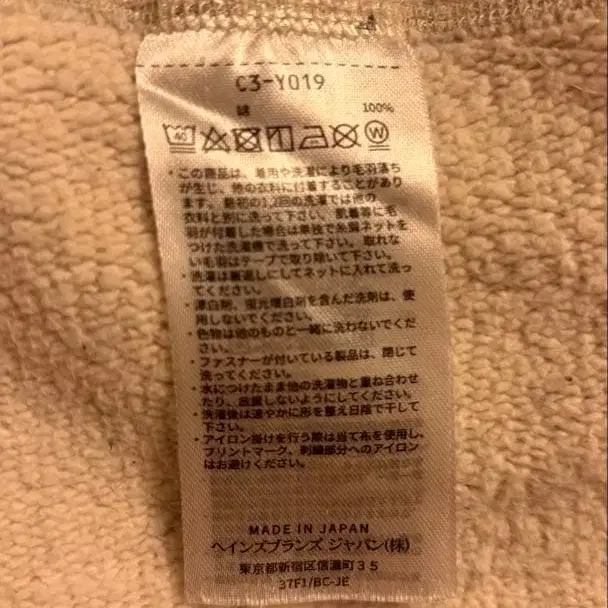 C3-Y019
綿 100%
40 W
・この商品は、着用や洗濯により毛羽落ち
が生じ、他の衣料に付着することがあり
ます。最初の1,2回の洗濯では他の
衣料と別に洗って下さい。肌着等に毛
羽が付着した場合は単独で糸屑ネットを
つけた洗濯機で洗って下さい。取れな
い毛羽はテープで取り除いて下さい。
・洗濯は裏返しにしてネットに入れて洗っ
てください。
・漂白剤、蛍光増白剤を含んだ洗剤は、使
用しないでください。
・色物は他のものと一緒に洗わないでくだ
さい。
・ファスナーが付いている製品は、閉じて
洗ってください。
・水につけたまま他の洗濯物と重ね合わせ
たり、放置しないようにしてください。
・洗濯後は速やかに形を整え日陰で干して
下さい。
・アイロン掛けを行う際は当て布を使用し、
プリントマーク、刺繍部分へのアイロン
はお避けください。
MADE IN JAPAN
ヘインズブランズ ジャパン(株)
東京都新宿区信濃町35
37F1/BC-JE